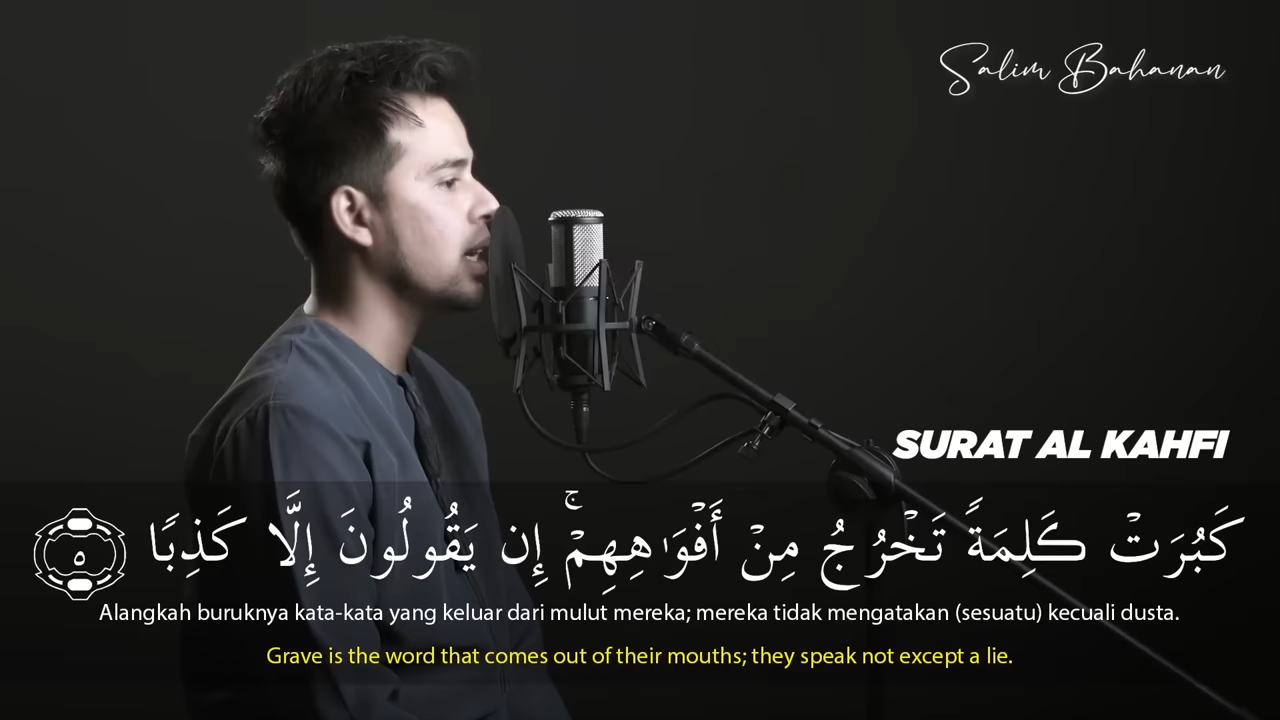 Salim Bahanan
SURAT AL KAHFI
كَبُرَتْ كَلِمَةً تَخْرُجُ مِنْ أَفْوَٰهِهِمْۚ إِن يَقُولُونَ إِلَّا كَذِبًا ٥
Alangkah buruknya kata-kata yang keluar dari mulut mereka; mereka tidak mengatakan (sesuatu) kecuali dusta.
Grave is the word that comes out of their mouths; they speak not except a lie.